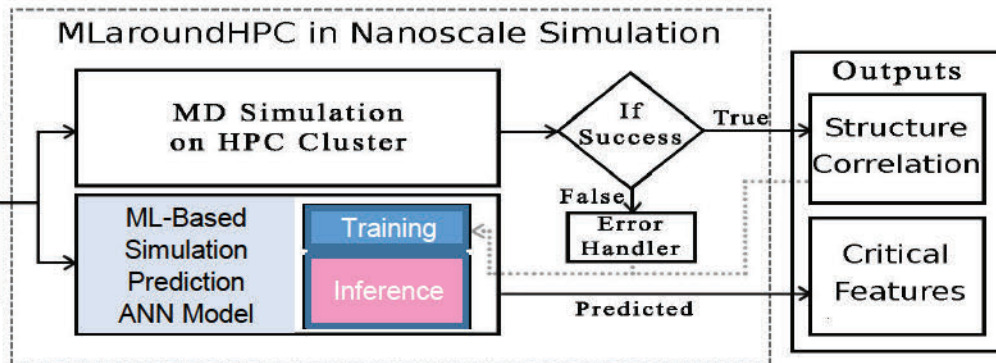 MLaroundHPC in Nanoscale Simulation
MD Simulation
on HPC Cluster
If
Success
True
False
Error
Handler
ML-Based
Simulation
Prediction
ANN Model
Training
Inference
Predicted
Outputs
Structure
Correlation
Critical
Features